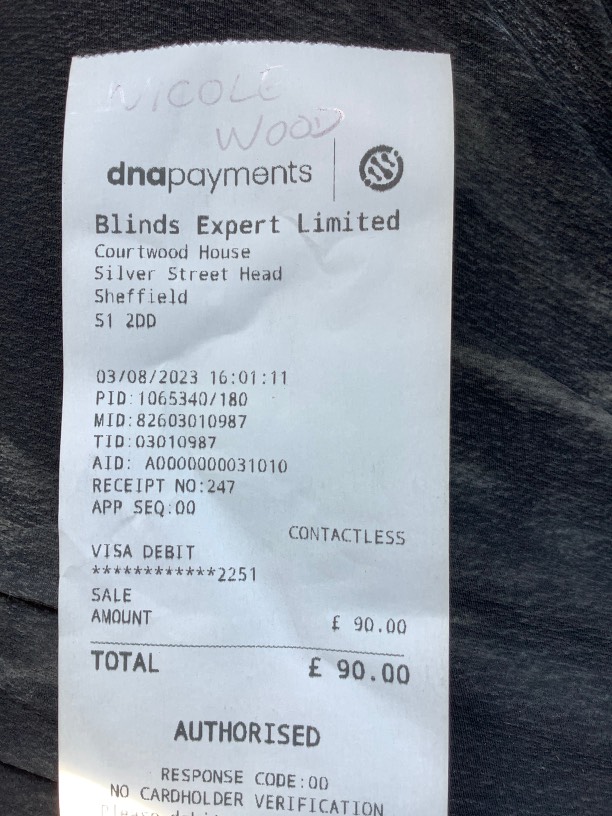 NICOLE
WOOD
dnapayments
Blinds Expert Limited
Courtwood House
Silver Street Head
Sheffield
S1 2DD
03/08/2023 16:01:11
PID:1065340/180
MID:82603010987
TID:03010987
AID: A0000000031010
RECEIPT NO:247
APP SEQ:00
CONTACTLESS
VISA DEBIT
************2251
SALE
AMOUNT £ 90.00
TOTAL £ 90.00
AUTHORISED
RESPONSE CODE:00
NO CARDHOLDER VERIFICATION
Please